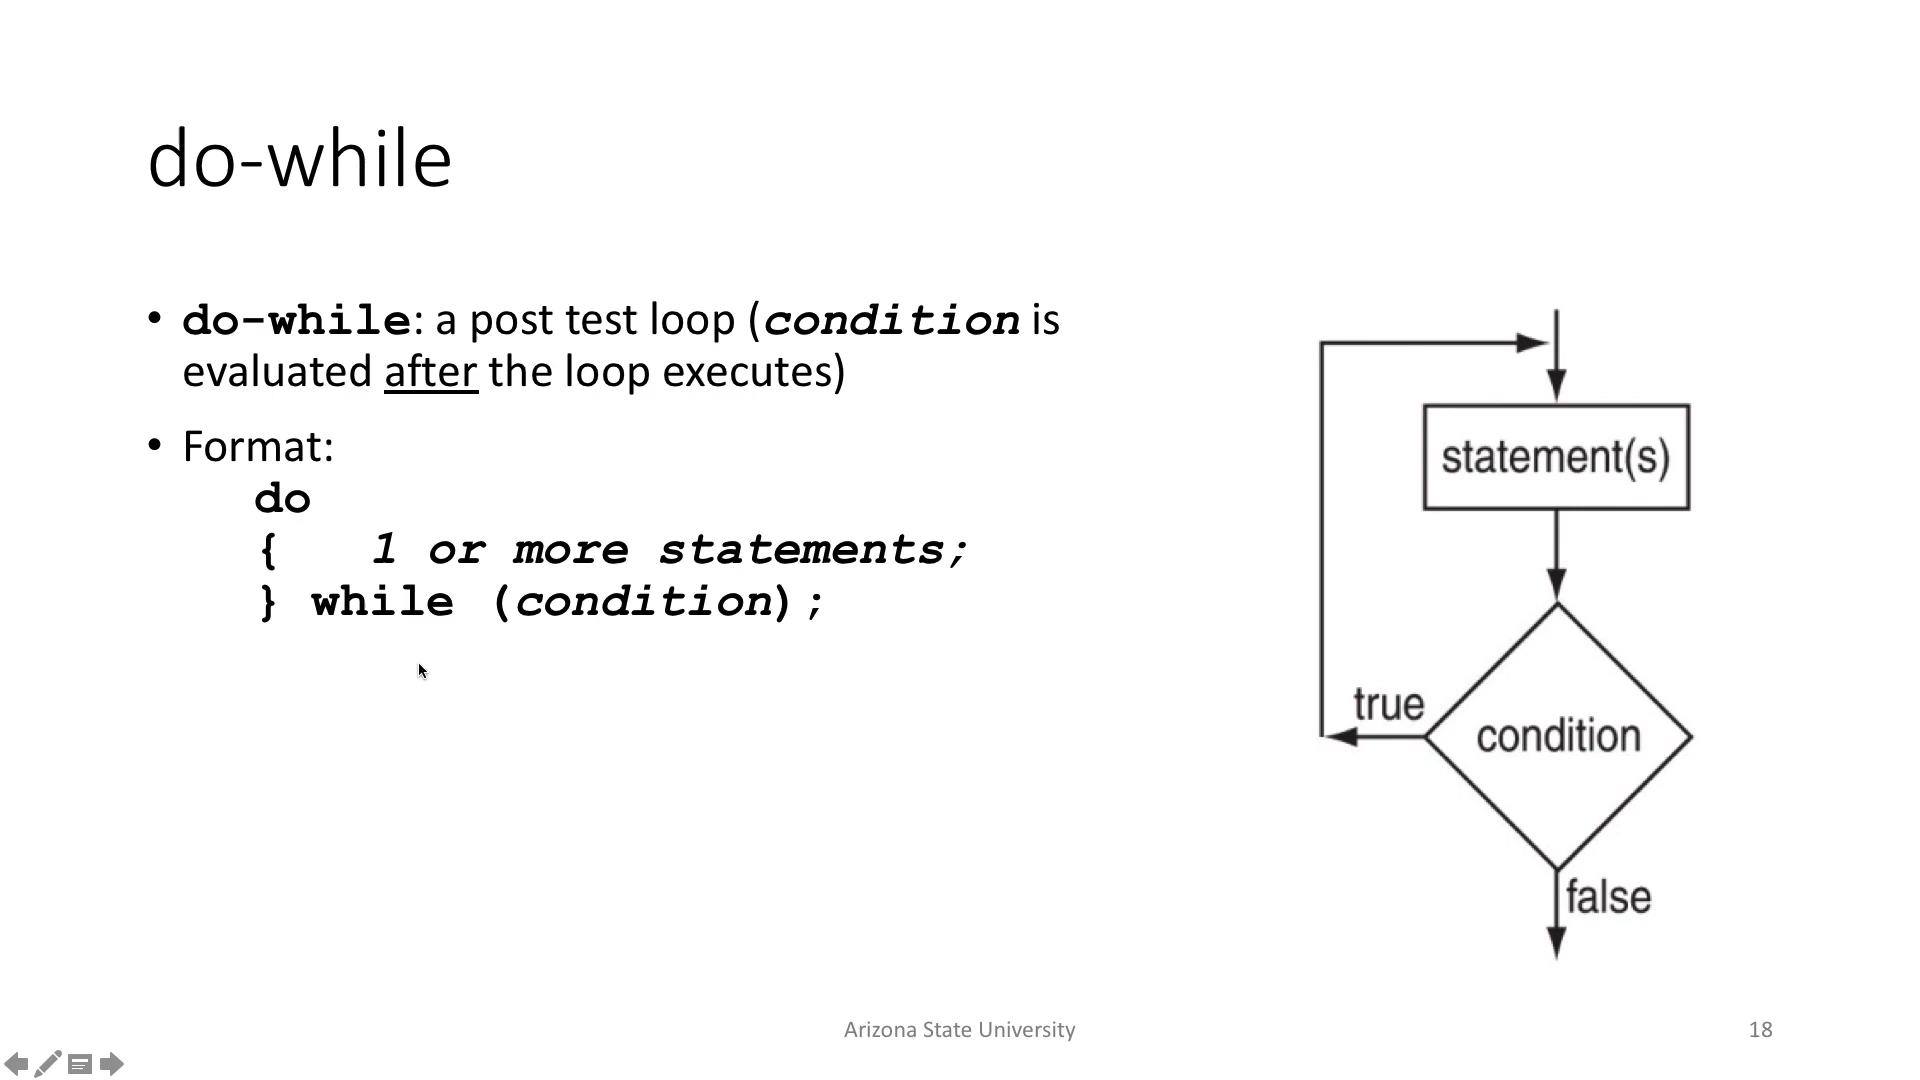 do-while
• do-while: a post test loop (condition is
evaluated after the loop executes)
• Format:
do
{ 1 or more statements;
} while (condition);
statement(s)
true
condition
false
Arizona State University
18